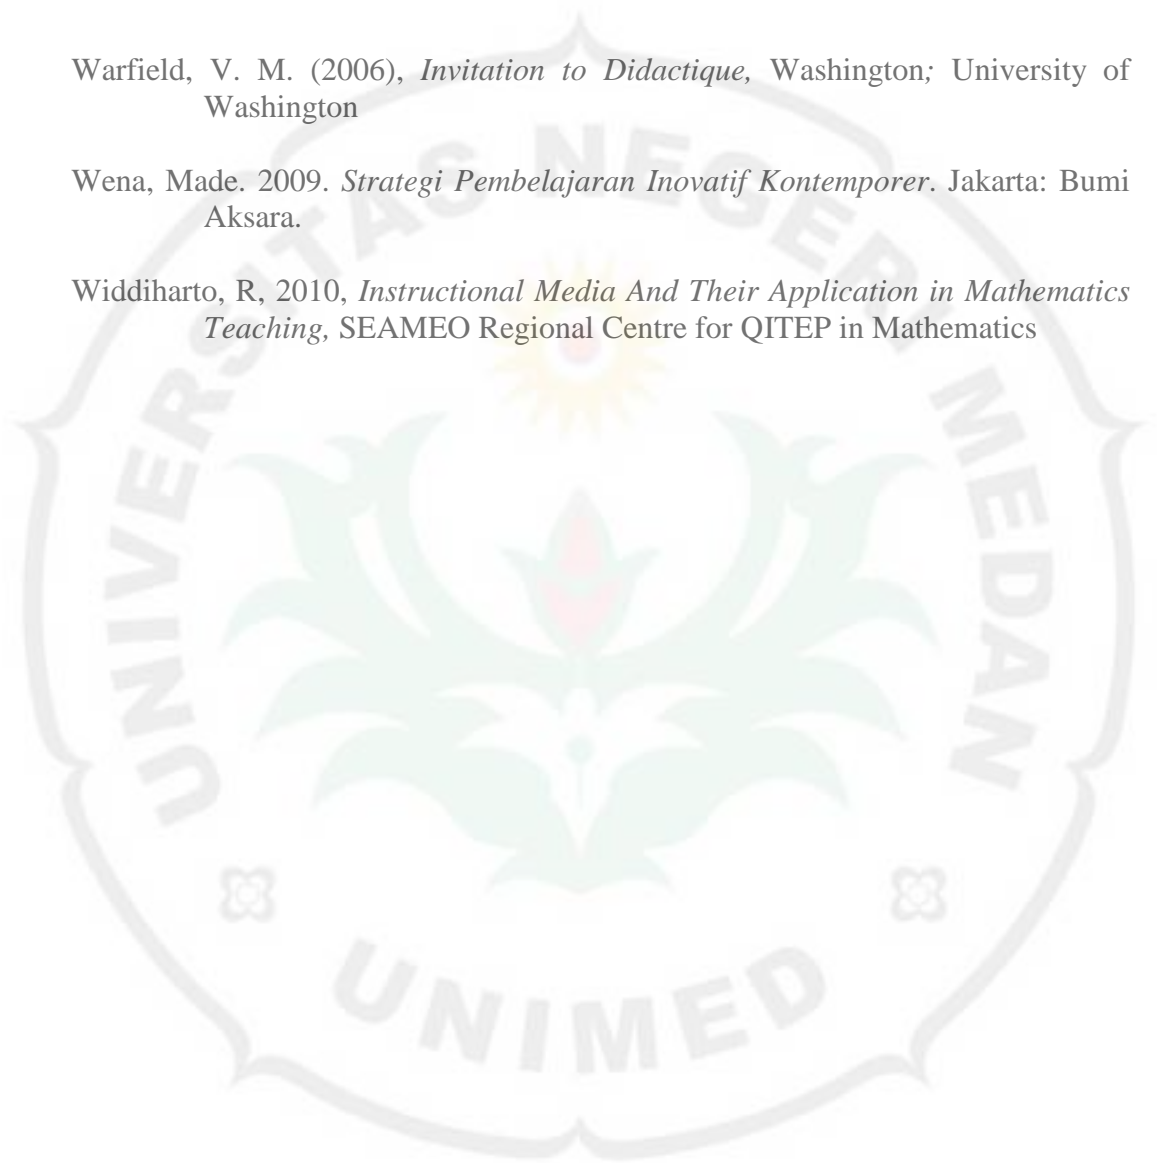 Warfield, V. M. (2006), Invitation to Didactique, Washington; University of
Washington
Wena, Made. 2009. Strategi Pembelajaran Inovatif Kontemporer. Jakarta: Bumi
Aksara.
Widdiharto, R, 2010, Instructional Media And Their Application in Mathematics
Teaching, SEAMEO Regional Centre for QITEP in Mathematics
UNIVERSITAS NEGERI MEDAN
UNIMED